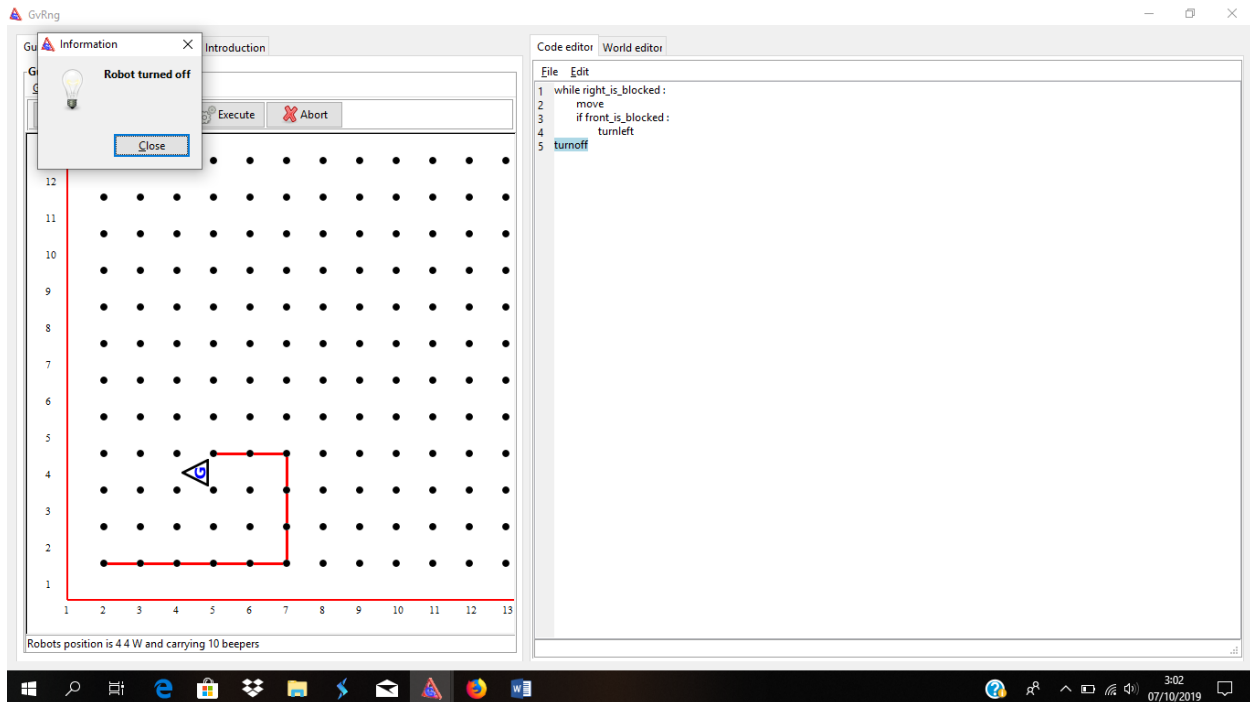 GvRng
Gu
Information
Introduction
Robot turned off
Close
Execute
Abort
12
11
10
9
8
7
6
5
4
3
2
1
G
1 2 3 4 5 6 7 8 9 10 11 12 13
Robots position is 4 4 W and carrying 10 beepers
Code editor World editor
File Edit
1 while right_is_blocked :
2 move
3 if front_is_blocked :
4 turnleft
5 turnoff
3:02
07/10/2019